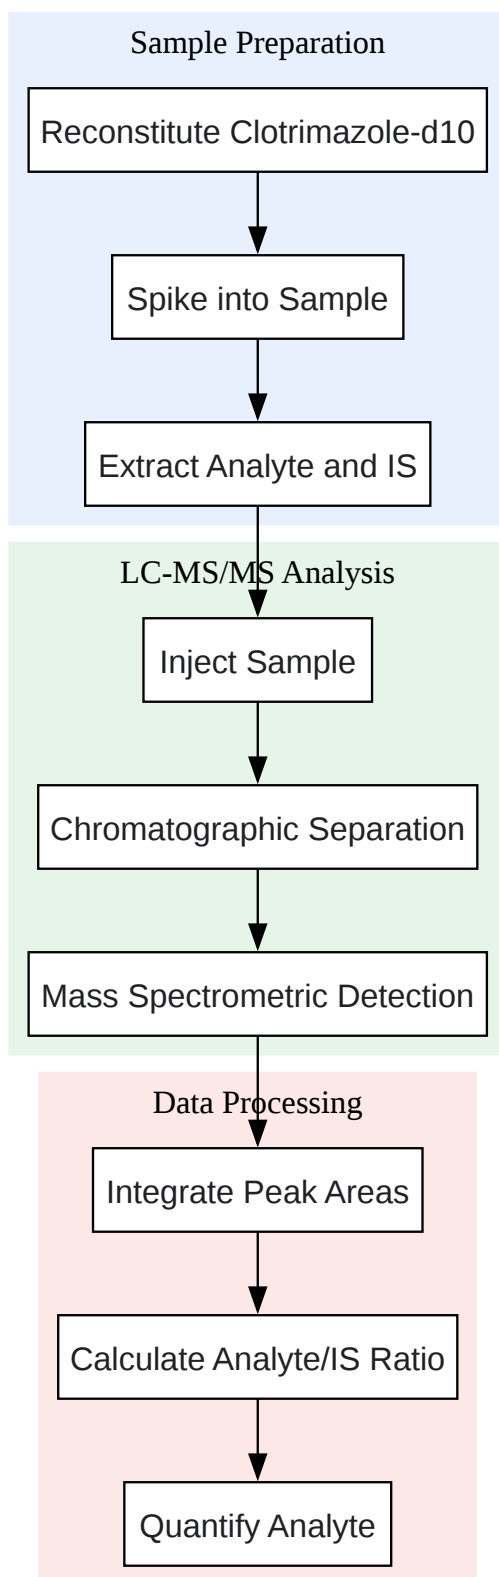 Sample Preparation
Reconstitute Clotrimazole-d10
Spike into Sample
Extract Analyte and IS
LC-MS/MS Analysis
Inject Sample
Chromatographic Separation
Mass Spectrometric Detection
Data Processing
Integrate Peak Areas
Calculate Analyte/IS Ratio
Quantify Analyte